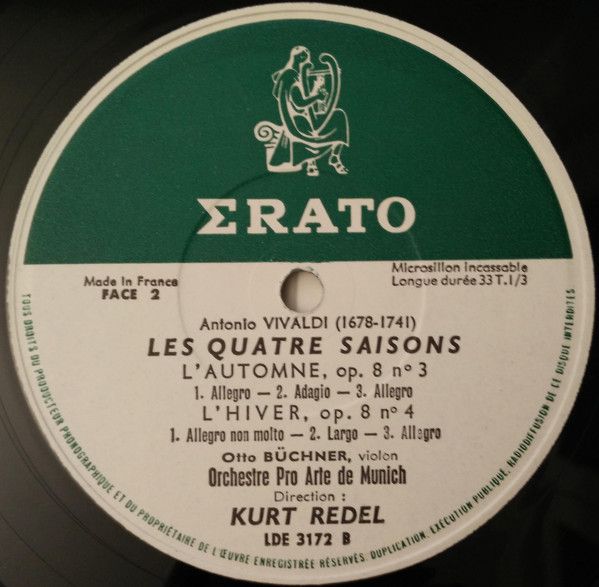 ΣRATO
Made In France
FACE 2
Microsillon incassable
Longue durée 33 T. 1/3
Antonio VIVALDI (1678-1741)
LES QUATRE SAISONS
L'AUTOMNE, op. 8 nº 3
1. Allegro — 2. Adagio — 3. Allegro
L'HIVER, op. 8 nº 4
1. Allegro non molto — 2. Largo — 3. Allegro
Otto BÜCHNER, violon
Orchestre Pro Arte de Munich
Direction :
KURT REDEL
LDE 3172 B
TOUS DROITS DU PRODUCTEUR PHONOGRAPHIQUE ET DU PROPRIÉTAIRE DE L'ŒUVRE ENREGISTRÉE RÉSERVÉS. DUPLICATION, EXÉCUTION PUBLIQUE, RADIODIFFUSION DE CE DISQUE INTERDITES